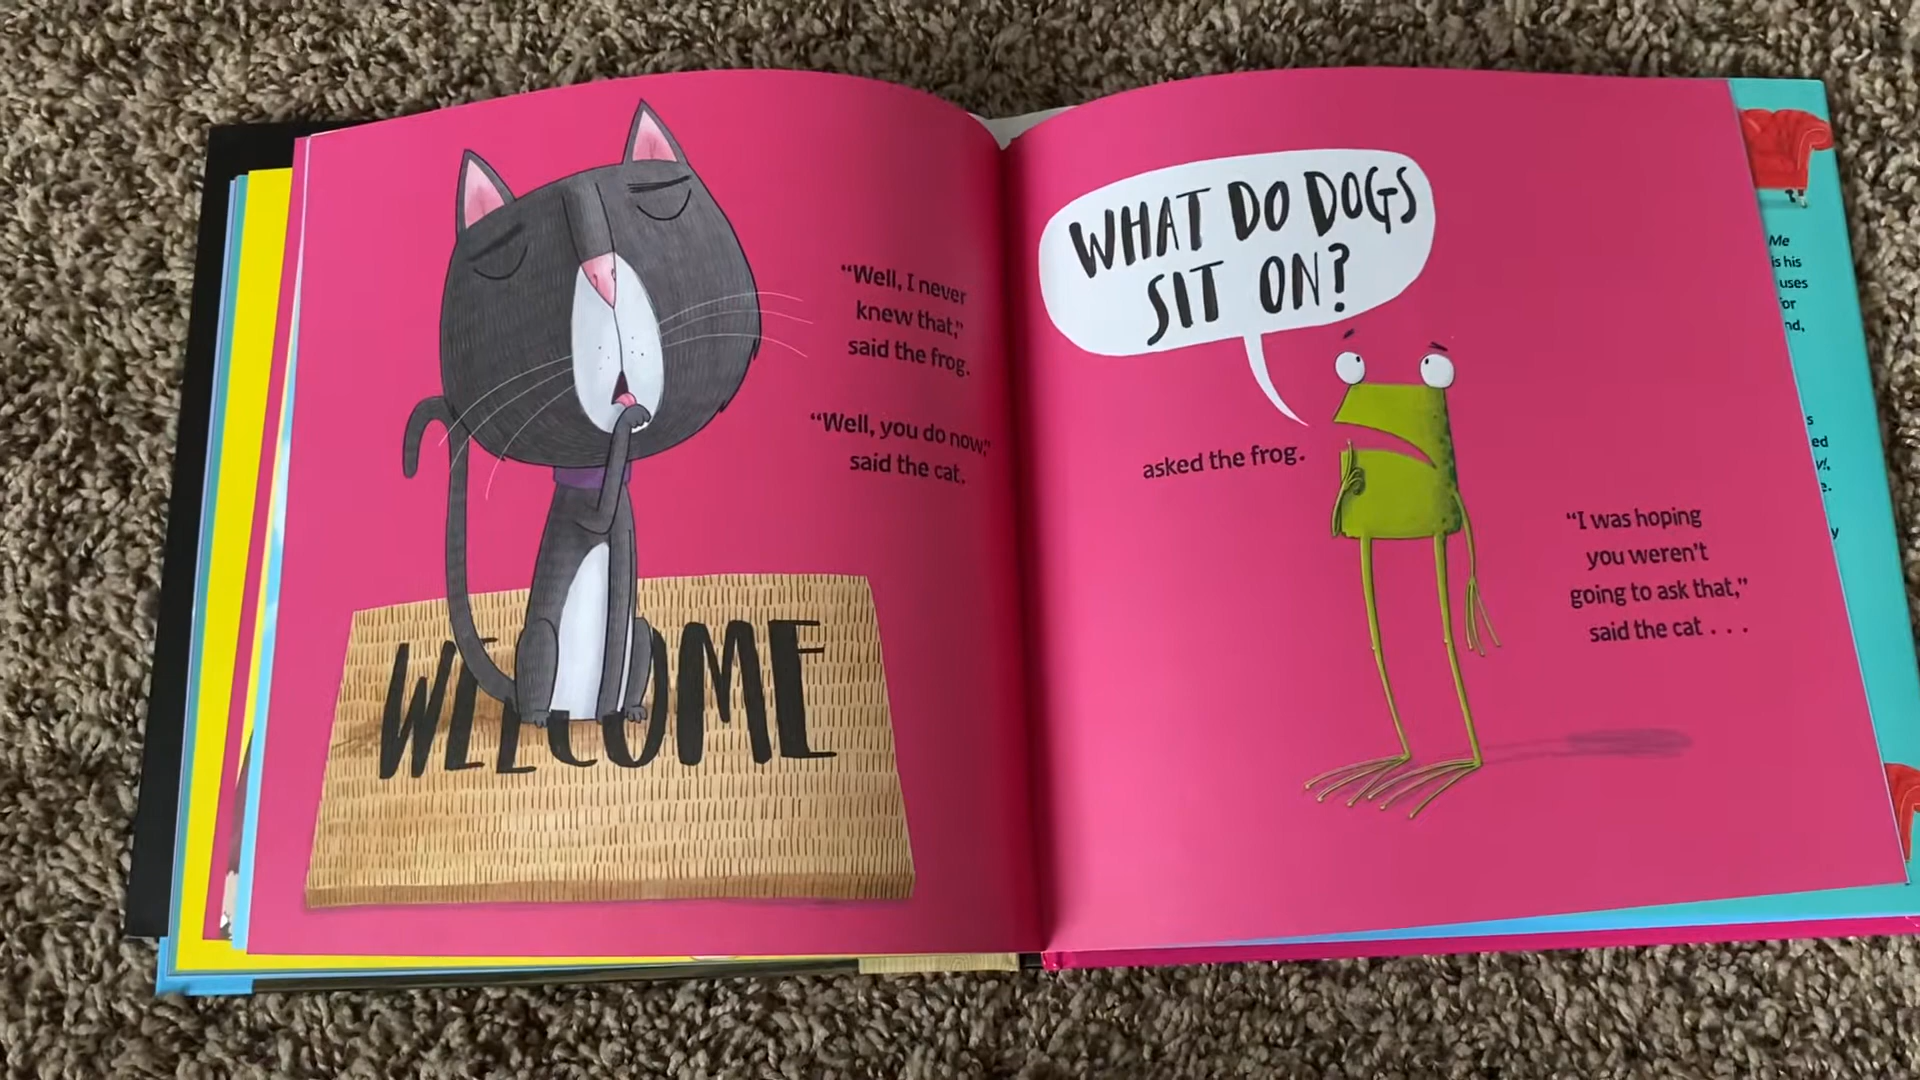 “Well, I never
knew that,”
said the frog.
“Well, you do now,”
said the cat.
WELCOME
WHAT DO DOGS
SIT ON?
asked the frog.
“I was hoping
you weren’t
going to ask that,”
said the cat . . .
Me
is his
uses
for
nd,
s
ed
y!,
e.
y